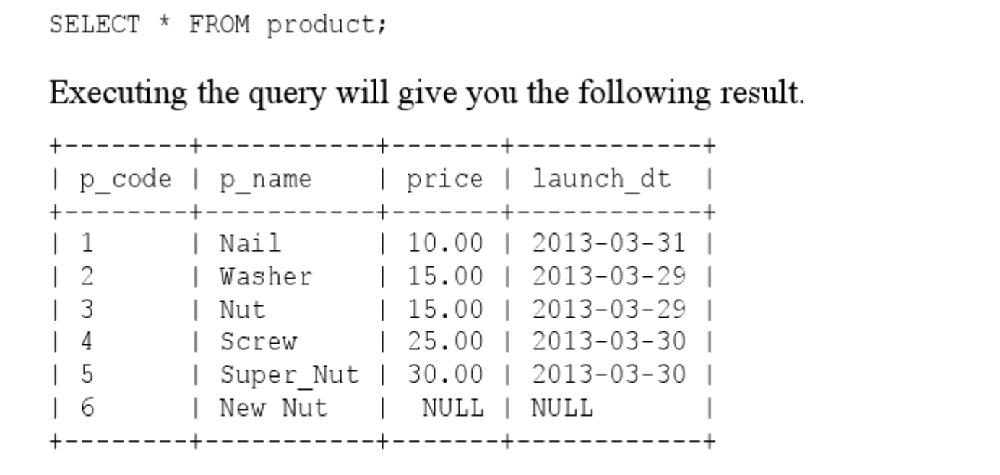 SELECT * FROM product;
Executing the query will give you the following result.
+--------+-----------+-------+------------+
| p_code | p_name    | price | launch_dt  |
+--------+-----------+-------+------------+
| 1      | Nail      | 10.00 | 2013-03-31 |
| 2      | Washer    | 15.00 | 2013-03-29 |
| 3      | Nut       | 15.00 | 2013-03-29 |
| 4      | Screw     | 25.00 | 2013-03-30 |
| 5      | Super_Nut | 30.00 | 2013-03-30 |
| 6      | New Nut   |  NULL | NULL       |
+--------+-----------+-------+------------+